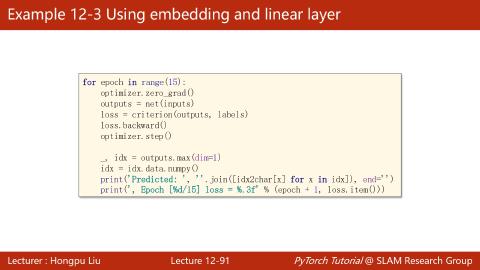 Example 12-3 Using embedding and linear layer
for epoch in range(15):
    optimizer.zero_grad()
    outputs = net(inputs)
    loss = criterion(outputs, labels)
    loss.backward()
    optimizer.step()

    _, idx = outputs.max(dim=1)
    idx = idx.data.numpy()
    print('Predicted: ', ''.join([idx2char[x] for x in idx]), end='')
    print(', Epoch [%d/15] loss = %.3f' % (epoch + 1, loss.item()))
Lecturer : Hongpu Liu
Lecture 12-91
PyTorch Tutorial @ SLAM Research Group